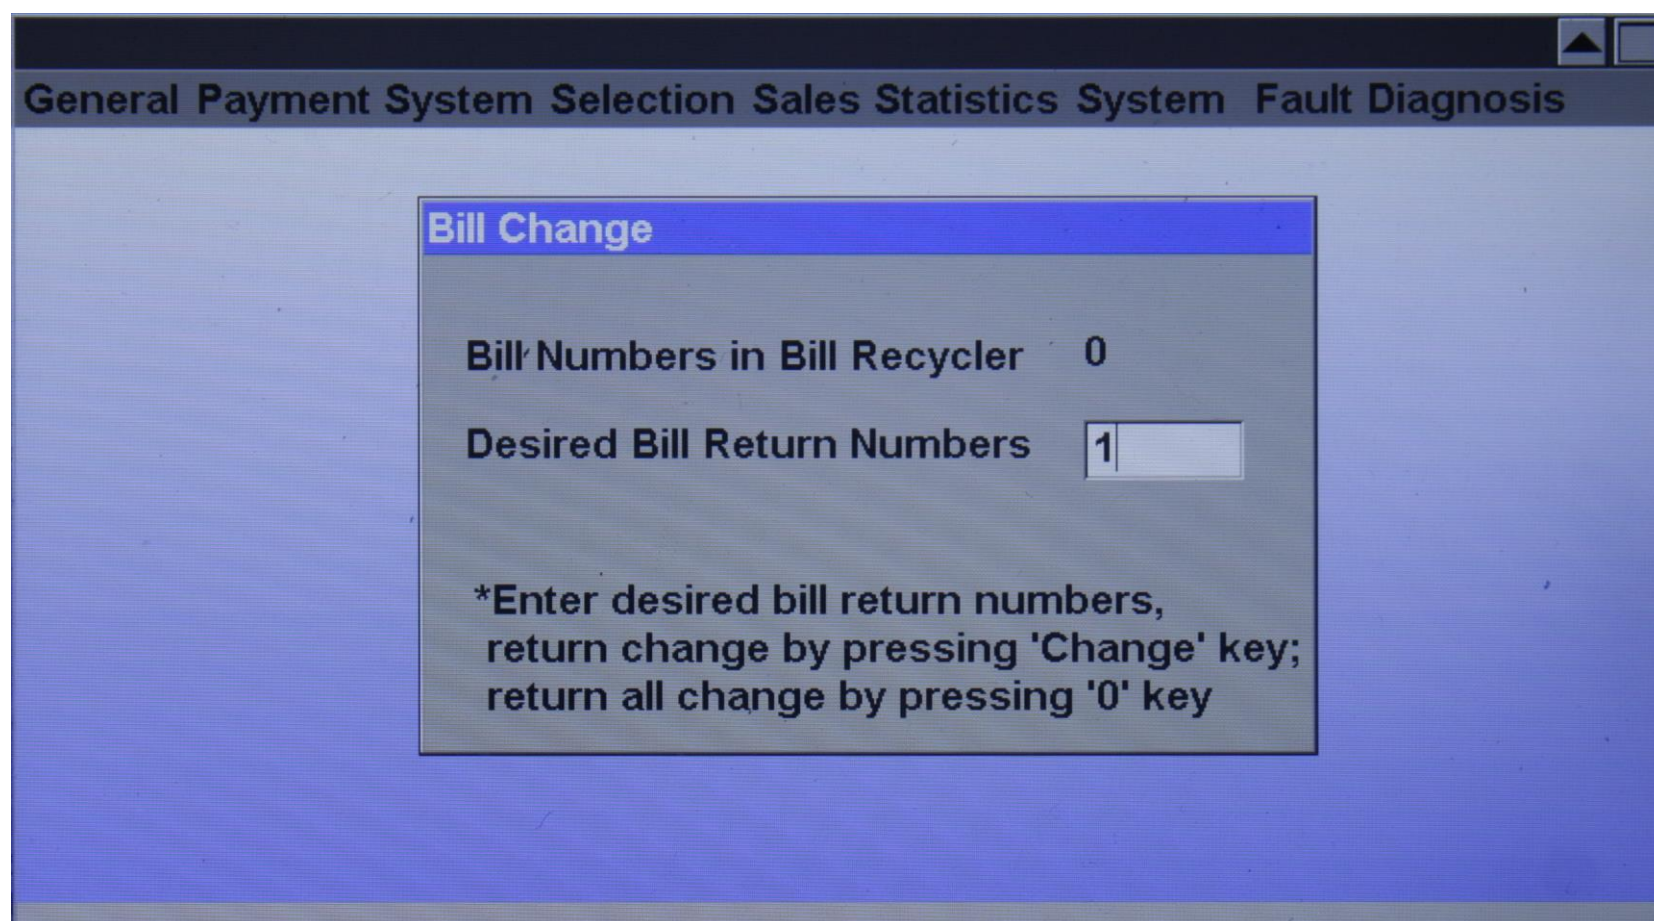 General Payment System Selection Sales Statistics System Fault Diagnosis
Bill Change
Bill Numbers in Bill Recycler 0
Desired Bill Return Numbers 1
*Enter desired bill return numbers,
return change by pressing 'Change' key;
return all change by pressing '0' key